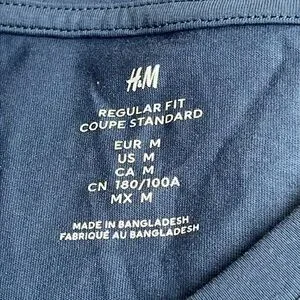 H&M
REGULAR FIT
COUPE STANDARD
EUR M
US M
CA M
CN 180/100A
MX M
MADE IN BANGLADESH
FABRIQUÉ AU BANGLADESH